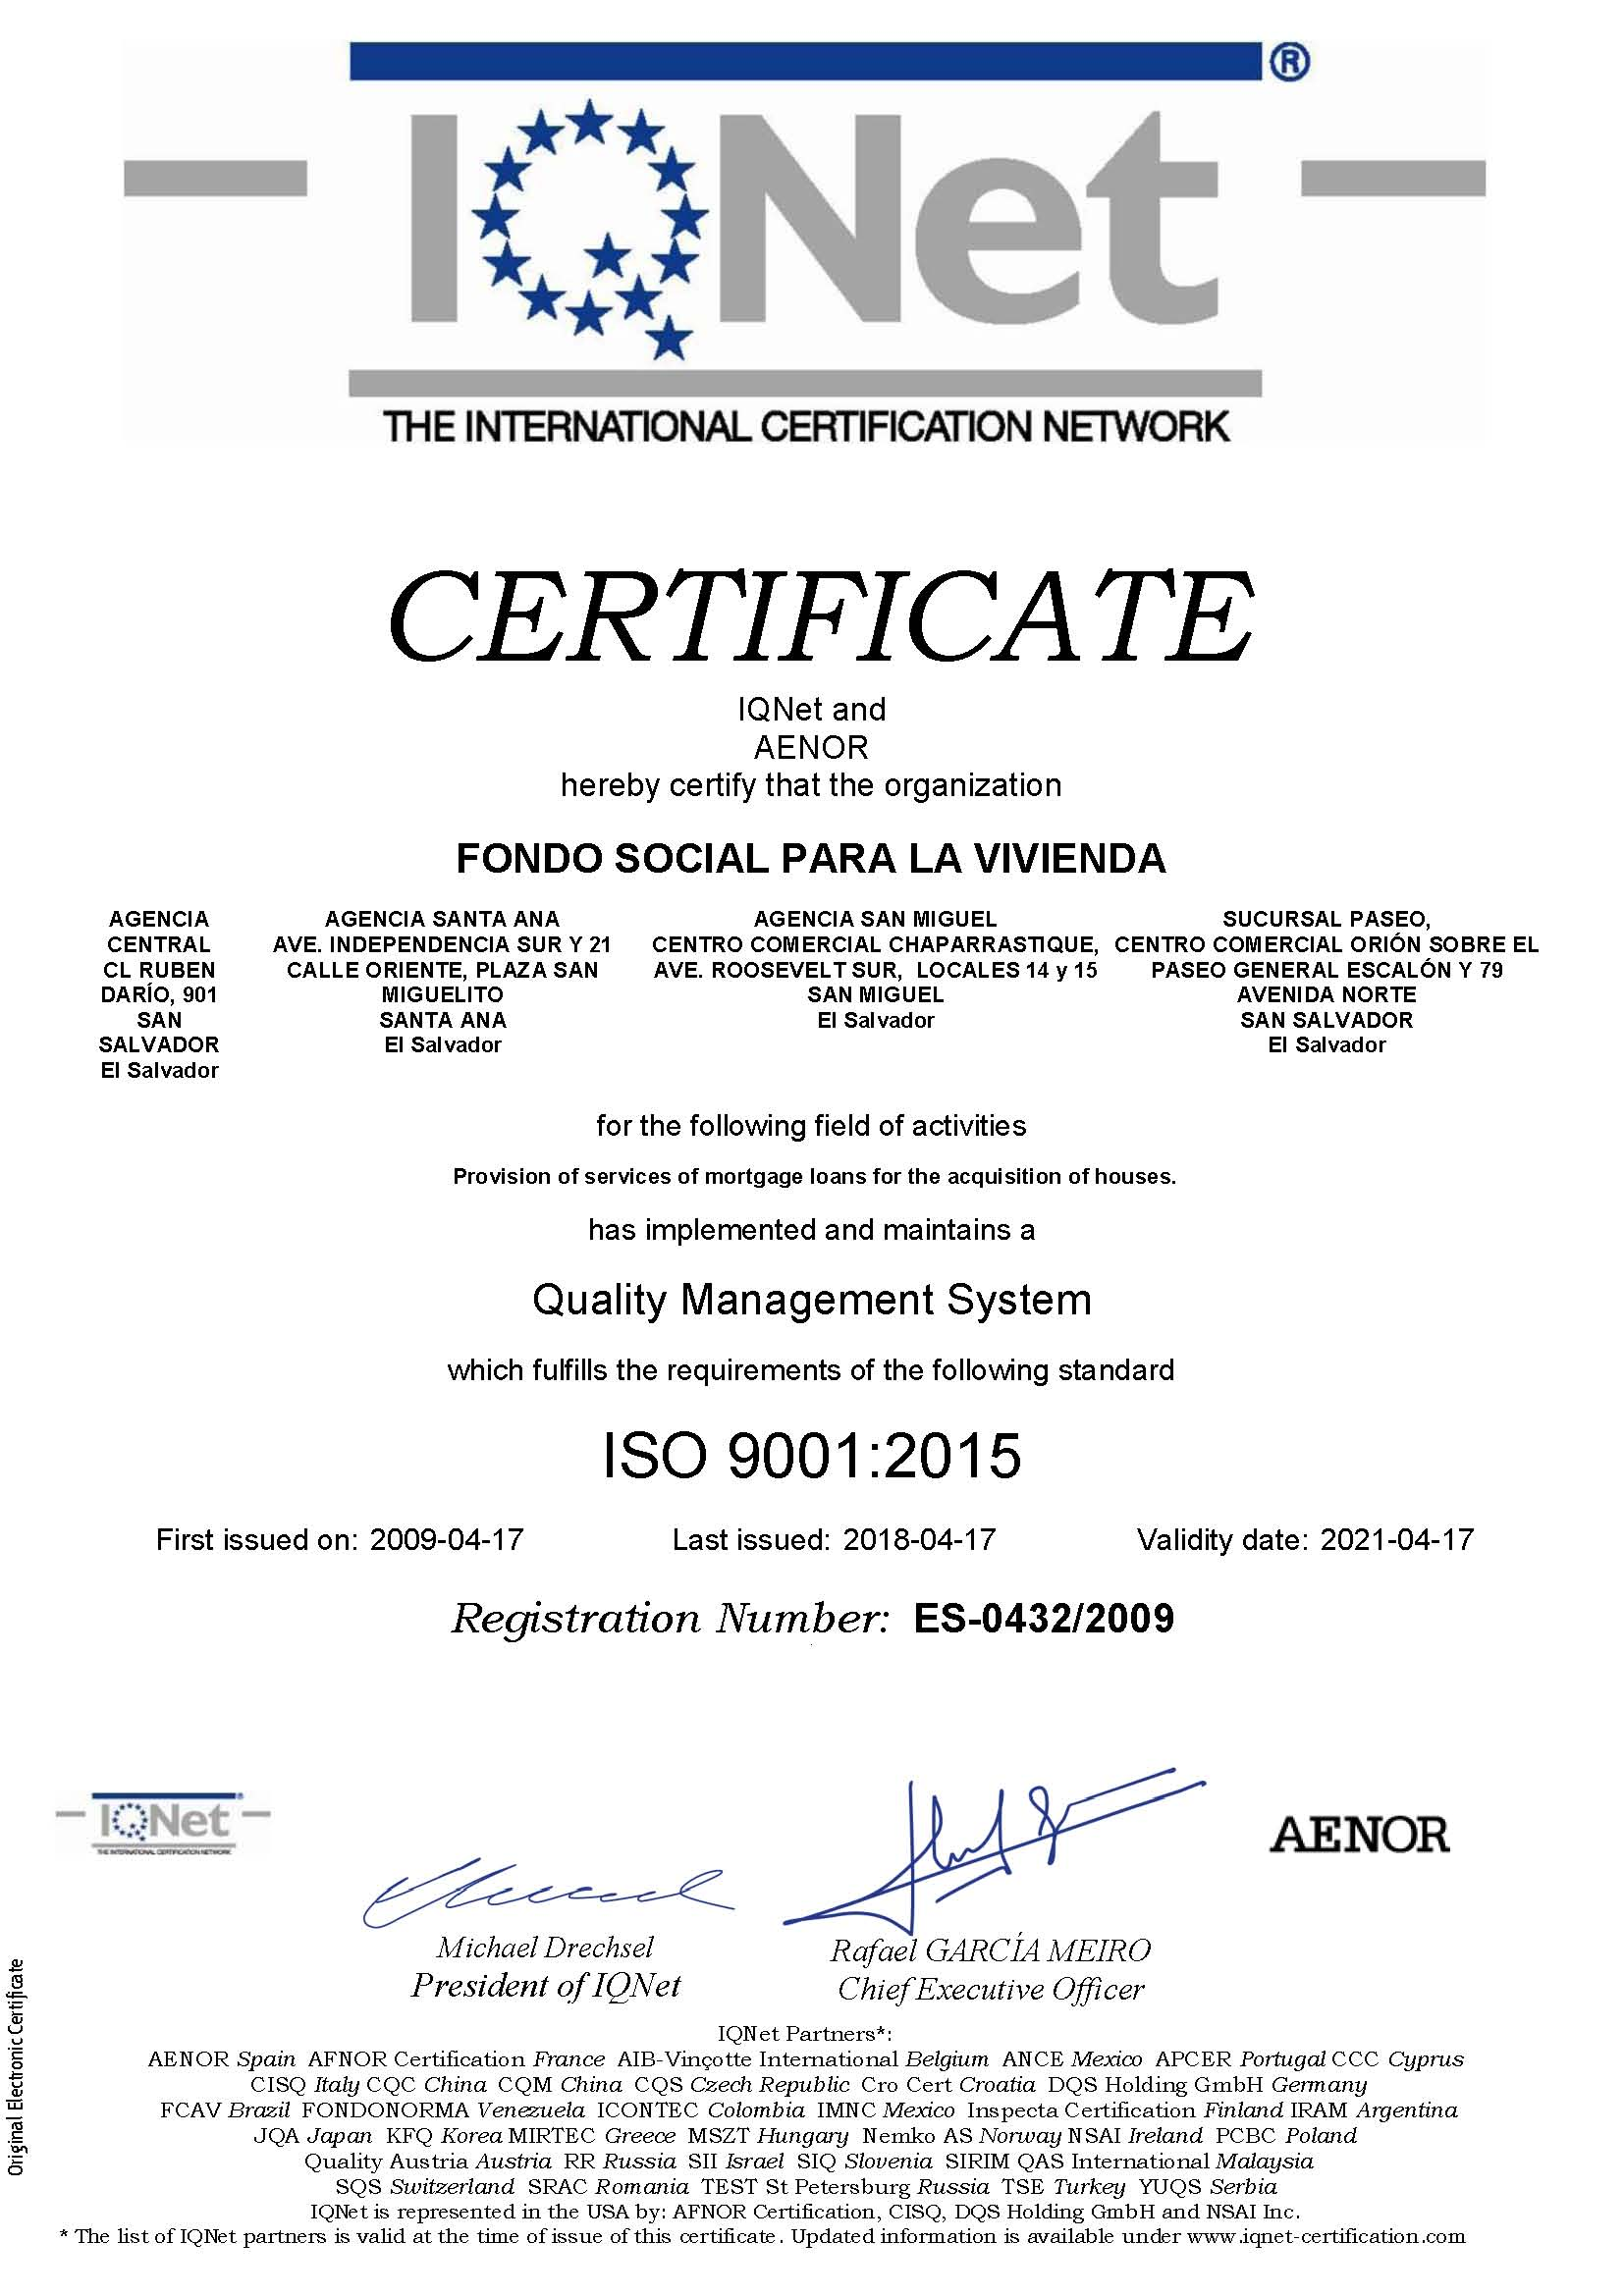 IQNet ®
THE INTERNATIONAL CERTIFICATION NETWORK
CERTIFICATE
IQNet and
AENOR
hereby certify that the organization
FONDO SOCIAL PARA LA VIVIENDA
AGENCIA
CENTRAL
CL RUBEN
DARÍO, 901
SAN
SALVADOR
El Salvador
AGENCIA SANTA ANA
AVE. INDEPENDENCIA SUR Y 21
CALLE ORIENTE, PLAZA SAN
MIGUELITO
SANTA ANA
El Salvador
AGENCIA SAN MIGUEL
CENTRO COMERCIAL CHAPARRASTIQUE,
AVE. ROOSEVELT SUR, LOCALES 14 y 15
SAN MIGUEL
El Salvador
SUCURSAL PASEO,
CENTRO COMERCIAL ORIÓN SOBRE EL
PASEO GENERAL ESCALÓN Y 79
AVENIDA NORTE
SAN SALVADOR
El Salvador
for the following field of activities
Provision of services of mortgage loans for the acquisition of houses.
has implemented and maintains a
Quality Management System
which fulfills the requirements of the following standard
ISO 9001:2015
First issued on: 2009-04-17 Last issued: 2018-04-17 Validity date: 2021-04-17
Registration Number: ES-0432/2009
IQNet
THE INTERNATIONAL CERTIFICATION NETWORK
AENOR
Michael Drechsel
President of IQNet
Rafael GARCÍA MEIRO
Chief Executive Officer
Original Electronic Certificate
IQNet Partners*:
AENOR Spain AFNOR Certification France AIB-Vinçotte International Belgium ANCE Mexico APCER Portugal CCC Cyprus
CISQ Italy CQC China CQM China CQS Czech Republic Cro Cert Croatia DQS Holding GmbH Germany
FCAV Brazil FONDONORMA Venezuela ICONTEC Colombia IMNC Mexico Inspecta Certification Finland IRAM Argentina
JQA Japan KFQ Korea MIRTEC Greece MSZT Hungary Nemko AS Norway NSAI Ireland PCBC Poland
Quality Austria Austria RR Russia SII Israel SIQ Slovenia SIRIM QAS International Malaysia
SQS Switzerland SRAC Romania TEST St Petersburg Russia TSE Turkey YUQS Serbia
IQNet is represented in the USA by: AFNOR Certification, CISQ, DQS Holding GmbH and NSAI Inc.
* The list of IQNet partners is valid at the time of issue of this certificate. Updated information is available under www.iqnet-certification.com